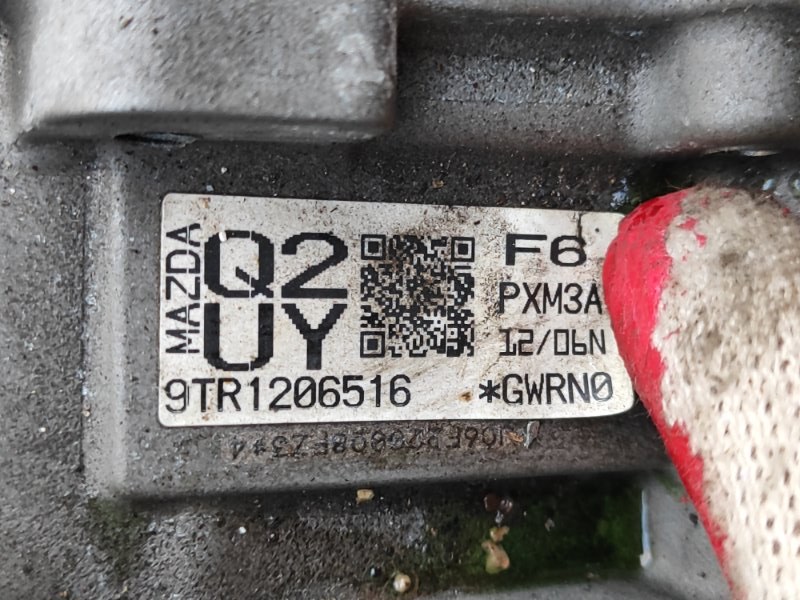 MAZDA
Q2 F6
UY PXM3A
12/06N
9TR1206516 *GWRN0